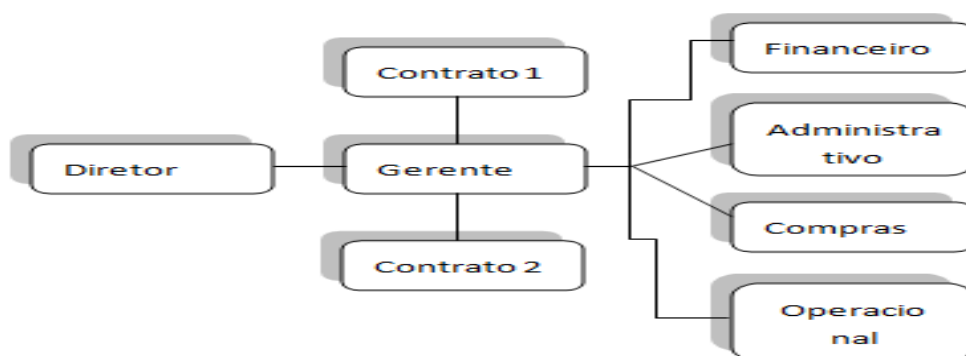 Diretor
Contrato 1
Gerente
Contrato 2
Financeiro
Administra
tivo
Compras
Operacio
nal